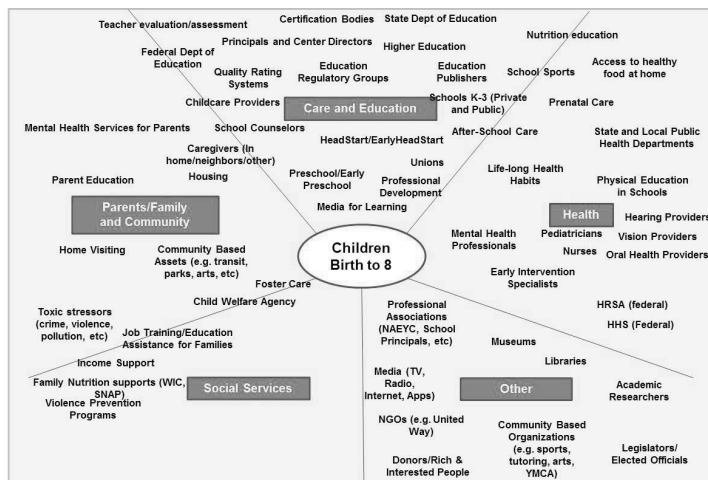 Teacher evaluation/assessment
Certification Bodies
State Dept of Education
Principals and Center Directors
Higher Education
Nutrition education
Federal Dept of
Education
Quality Rating
Systems
Education
Regulatory Groups
Education
Publishers
School Sports
Access to healthy
food at home
Childcare Providers
Care and Education
Schools K-3 (Private
and Public)
Prenatal Care
Mental Health Services for Parents
School Counselors
HeadStart/EarlyHeadStart
After-School Care
State and Local Public
Health Departments
Caregivers (In
home/neighbors/other)
Unions
Parent Education
Housing
Preschool/Early
Preschool
Professional
Development
Life-long Health
Habits
Physical Education
in Schools
Media for Learning
Parents/Family
and Community
Health
Hearing Providers
Children
Birth to 8
Mental Health
Professionals
Pediatricians
Vision Providers
Nurses
Oral Health Providers
Home Visiting
Community Based
Assets (e.g. transit,
parks, arts, etc)
Early Intervention
Specialists
Foster Care
Child Welfare Agency
Toxic stressors
(crime, violence,
pollution, etc)
Job Training/Education
Assistance for Families
Professional
Associations
(NAEYC, School
Principals, etc)
HRSA (federal)
HHS (Federal)
Museums
Libraries
Income Support
Family Nutrition supports (WIC,
SNAP)
Violence Prevention
Programs
Social Services
Media (TV,
Radio,
Internet, Apps)
Other
Academic
Researchers
NGOs (e.g. United
Way)
Community Based
Organizations
(e.g. sports,
tutoring, arts,
YMCA)
Donors/Rich &
Interested People
Legislators/
Elected Officials